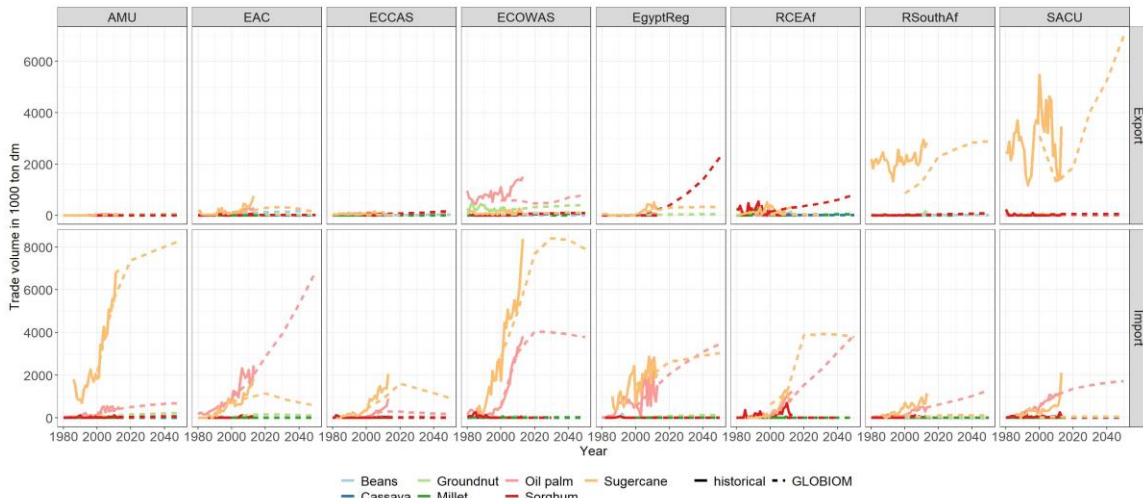 AMU EAC ECCAS ECOWAS EgyptReg RCEAf RSouthAf SACU
6000
4000
2000
0
Export
8000
6000
4000
2000
0
Import
Trade volume in 1000 ton dm
1980 2000 2020 2040 1980 2000 2020 2040 1980 2000 2020 2040 1980 2000 2020 2040 1980 2000 2020 2040 1980 2000 2020 2040 1980 2000 2020 2040 1980 2000 2020 2040
Year
Beans Groundnut Oil palm Sugercane historical GLOBIOM
Cassava Millet Sorghum